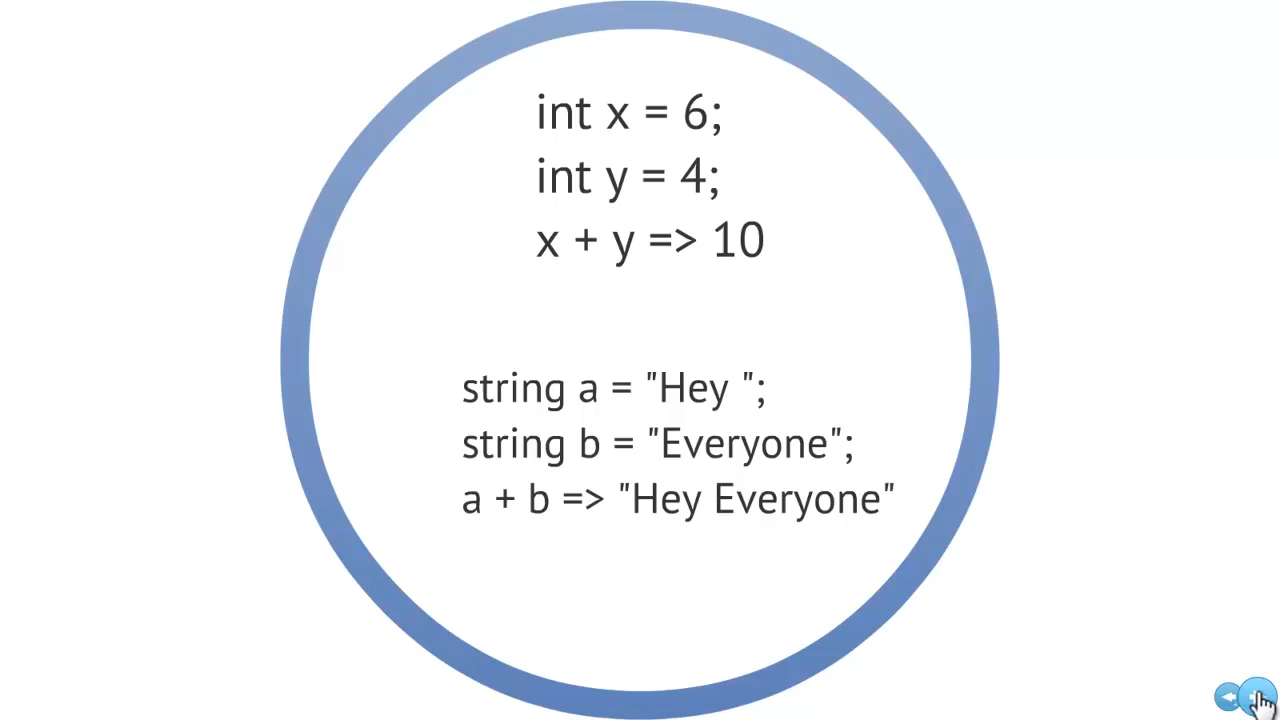 int x = 6;
int y = 4;
x + y => 10
string a = "Hey ";
string b = "Everyone";
a + b => "Hey Everyone"